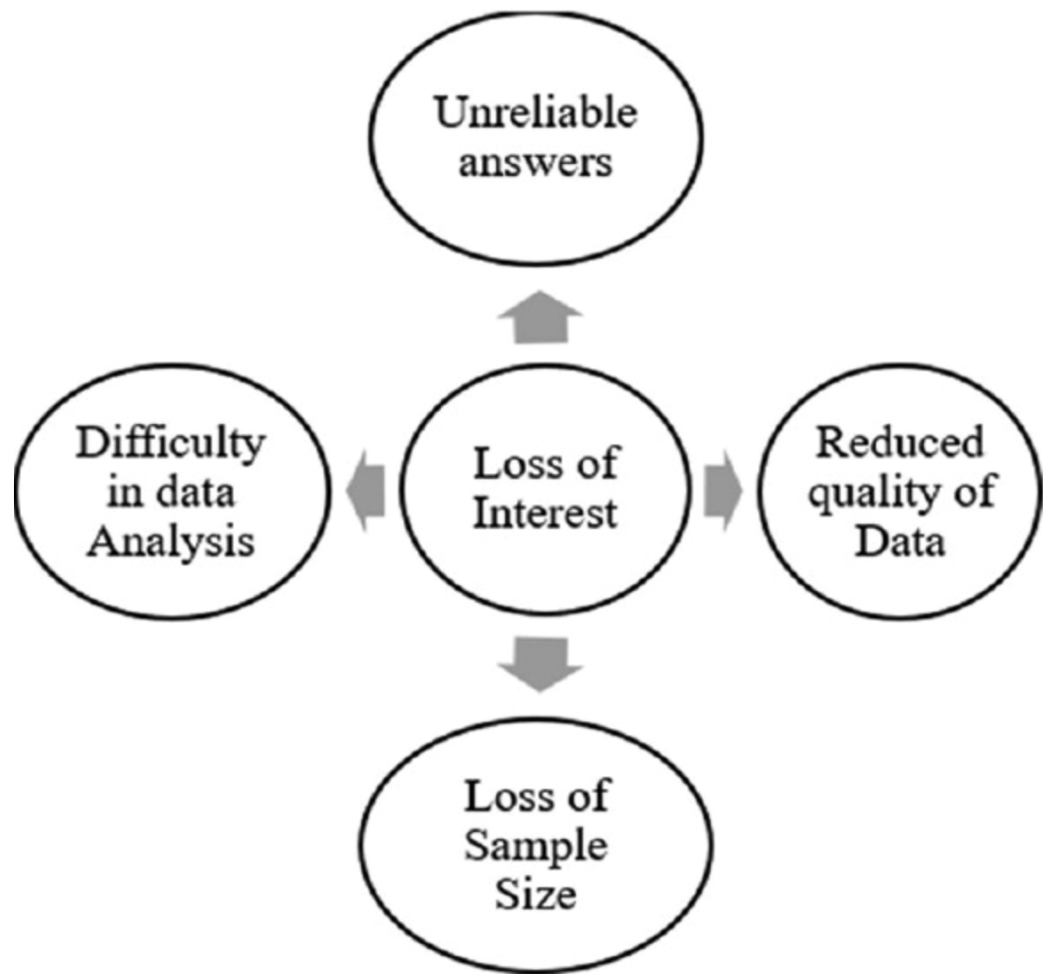 Unreliable
answers
Difficulty
in data
Analysis
Loss of
Interest
Reduced
quality of
Data
Loss of
Sample
Size